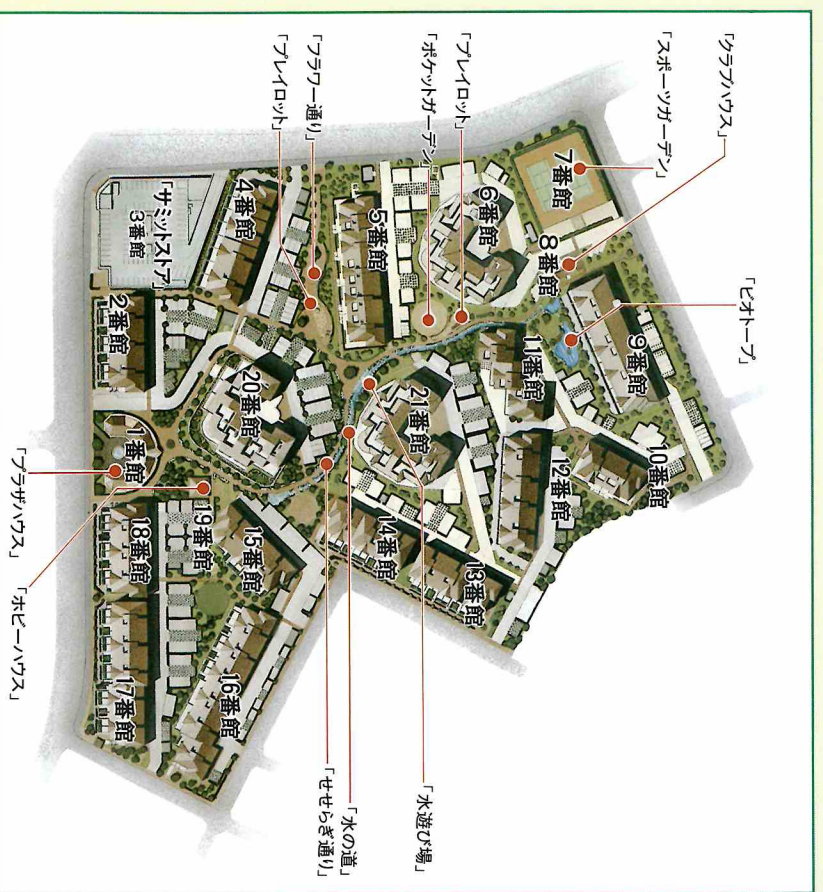 「クラブハウス」
「スポーツガーデン」
「プレイロット」
「ポケットガーデン」
「フラワー通り」
「プレイロット」
「ビオトープ」
7番館
8番館
6番館
9番館
5番館
11番館
10番館
4番館
12番館
「サミットストア」
3番館
21番館
2番館
20番館
14番館
13番館
1番館
15番館
19番館
18番館
16番館
17番館
「プラザハウス」
「ホビーハウス」
「水遊び場」
「水の道」
「せせらぎ通り」